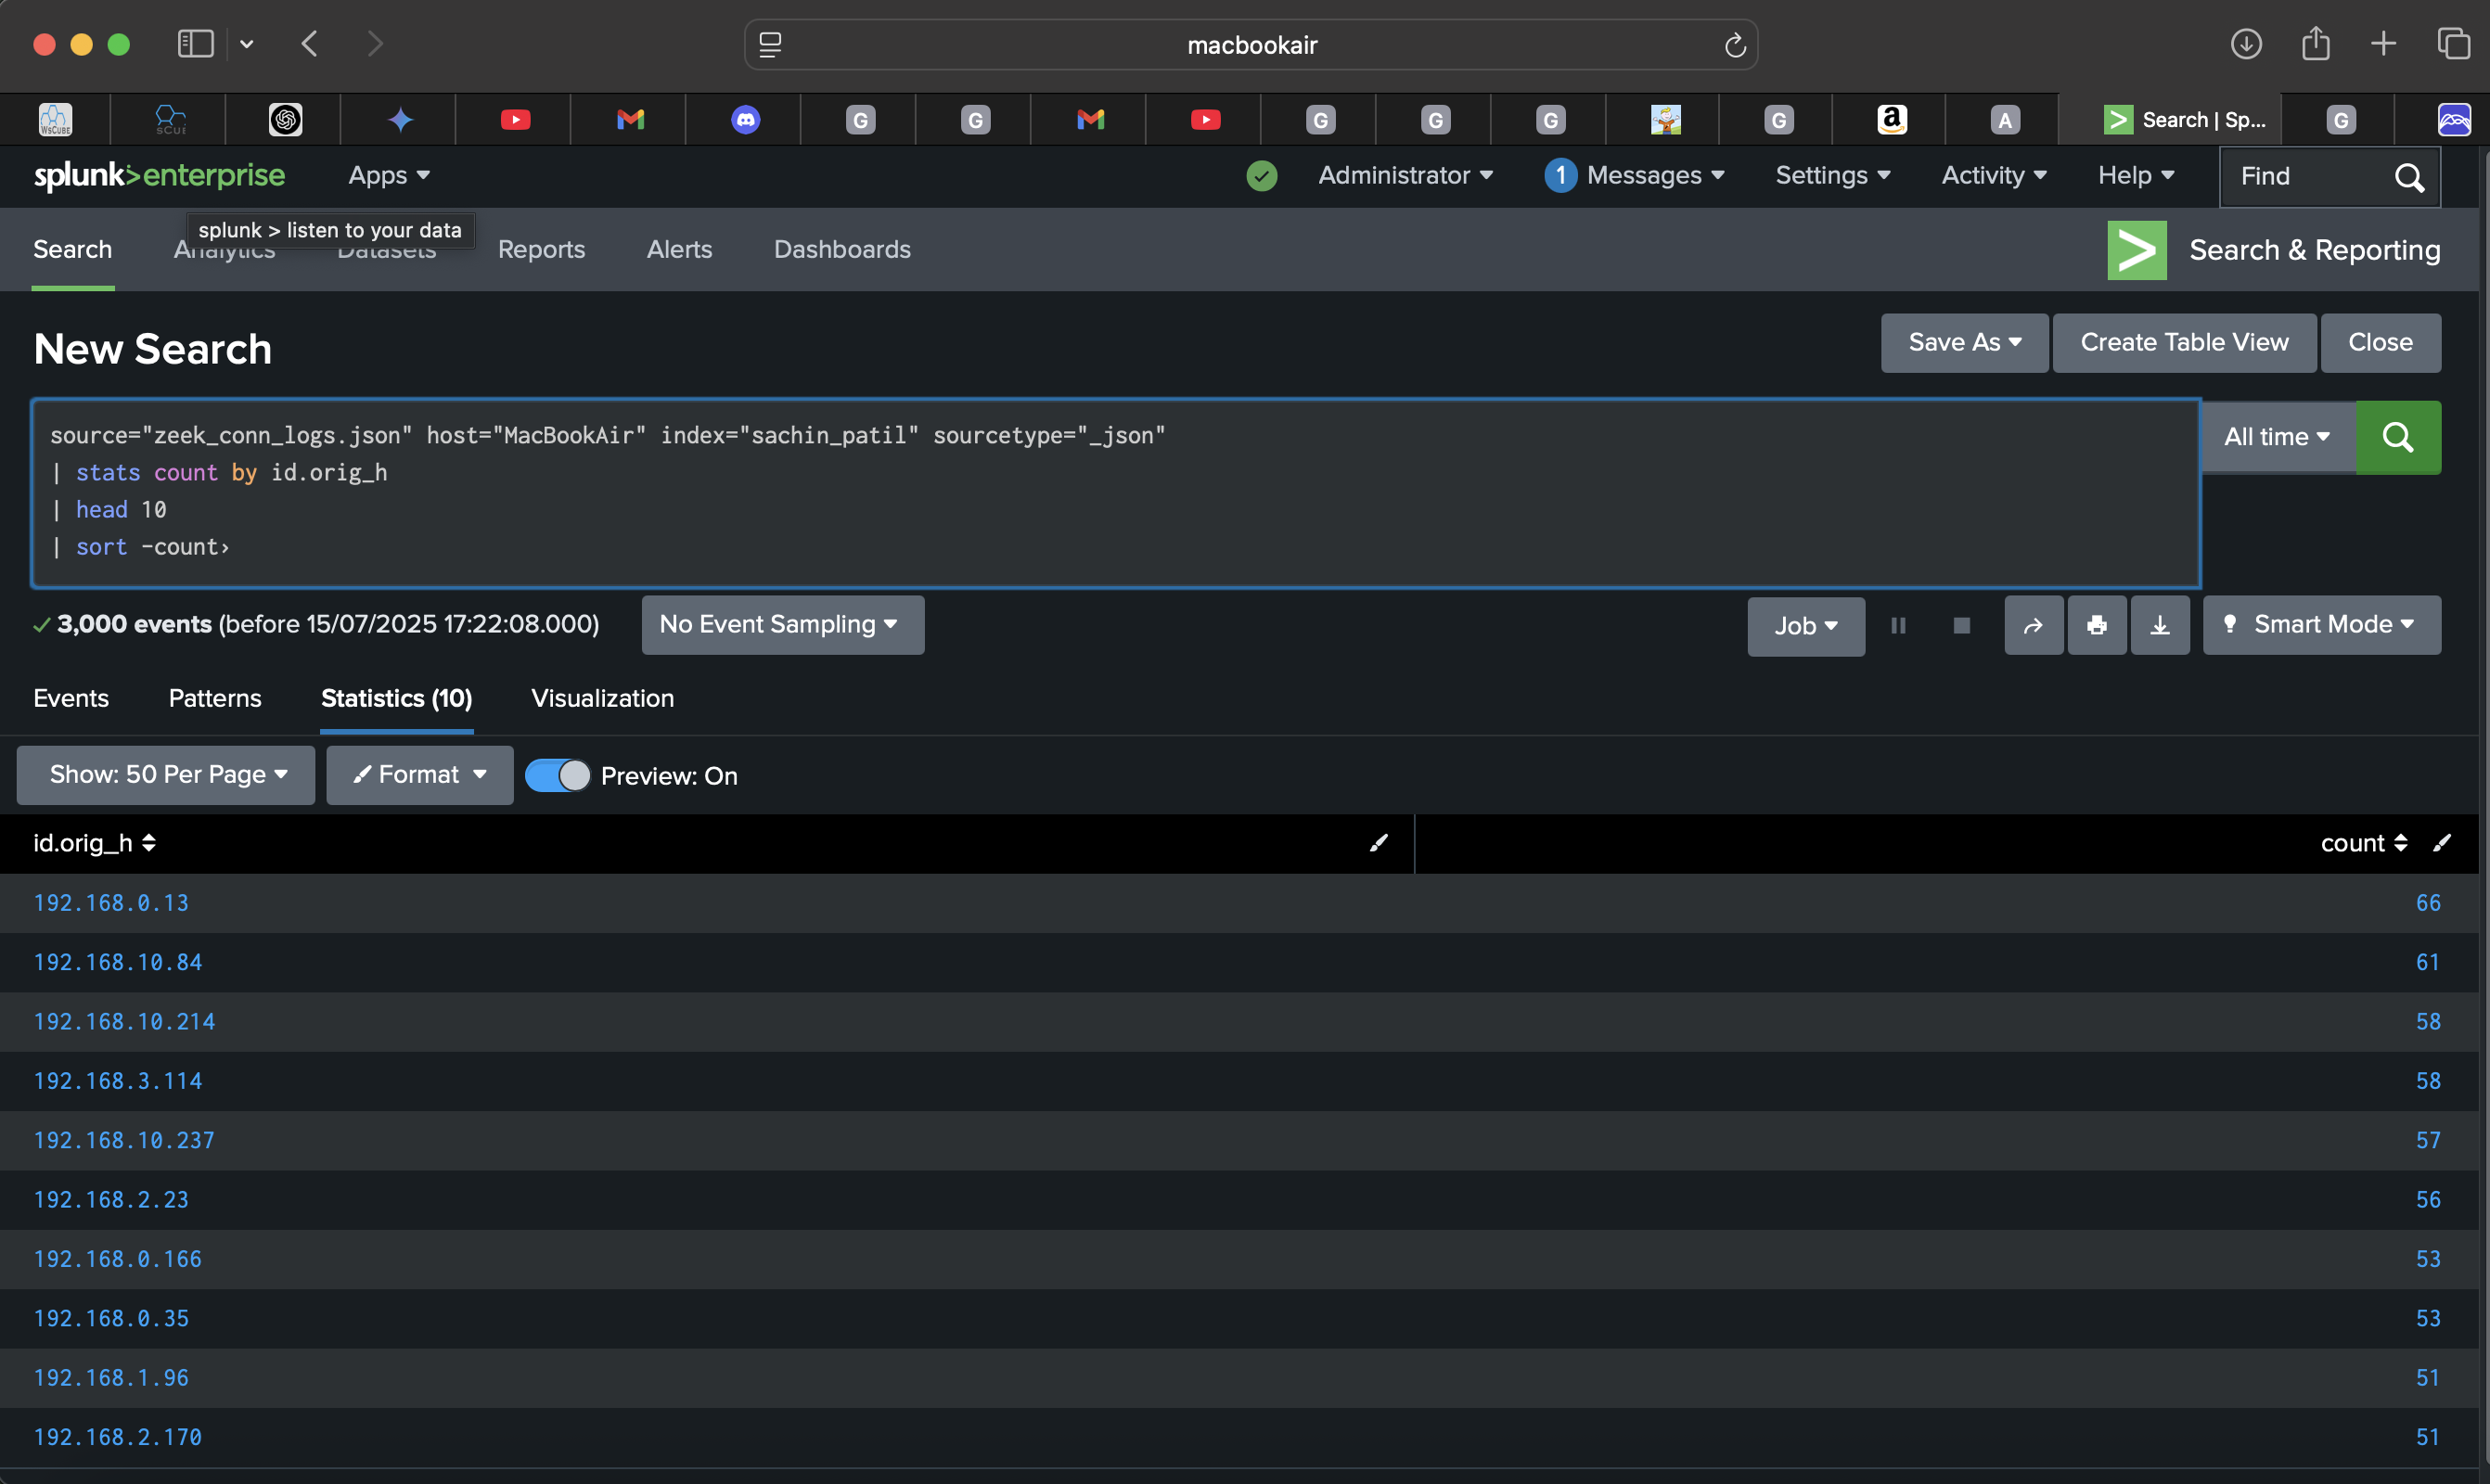 macbookair
WsCUBE
G
G
G
G
G
G
a
A
Search | Sp...
G
splunk>enterprise
Apps
Administrator
1
Messages
Settings
Activity
Help
Find
splunk > listen to your data
Search
Analytics
Datasets
Reports
Alerts
Dashboards
Search & Reporting
New Search
Save As
Create Table View
Close
source="zeek_conn_logs.json" host="MacBookAir" index="sachin_patil" sourcetype="_json"
| stats count by id.orig_h
| head 10
| sort -count›
All time
3,000 events (before 15/07/2025 17:22:08.000)
No Event Sampling
Job
Smart Mode
Events
Patterns
Statistics (10)
Visualization
Show: 50 Per Page
Format
Preview: On
id.orig_h
count
192.168.0.13
66
192.168.10.84
61
192.168.10.214
58
192.168.3.114
58
192.168.10.237
57
192.168.2.23
56
192.168.0.166
53
192.168.0.35
53
192.168.1.96
51
192.168.2.170
51